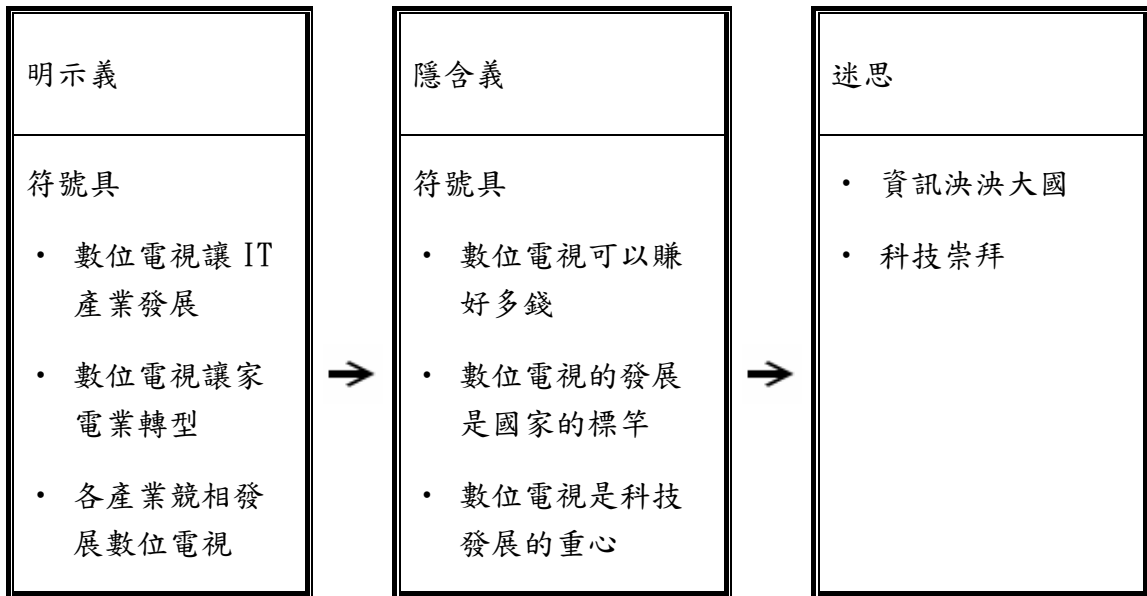 明示義
符號具
· 數位電視讓 IT
產業發展
· 數位電視讓家
電業轉型
· 各產業競相發
展數位電視
隱含義
符號具
· 數位電視可以賺
好多錢
· 數位電視的發展
是國家的標竿
· 數位電視是科技
發展的重心
迷思
· 資訊泱泱大國
· 科技崇拜